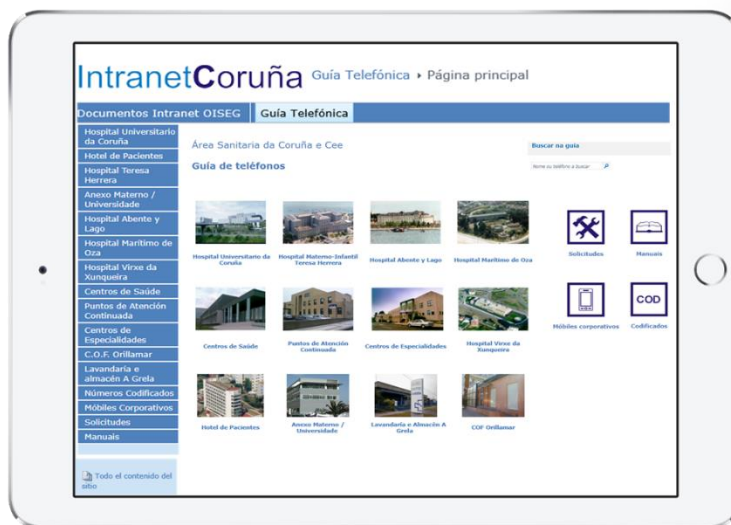 IntranetCoruña Guía Telefónica ▸ Página principal
Documentos Intranet OISEG Guía Telefónica
Hospital Universitario
da Coruña
Hotel de Pacientes
Hospital Teresa
Herrera
Anexo Materno /
Universidade
Hospital Abente y
Lago
Hospital Marítimo de
Oza
Hospital Virxe da
Xunqueira
Centros de Saúde
Puntos de Atención
Continuada
Centros de
Especialidades
C.O.F. Orillamar
Lavandaría e
almacén A Grela
Números Codificados
Móbiles Corporativos
Solicitudes
Manuais
Todo el contenido del
sitio
Área Sanitaria da Coruña e Cee
Guía de teléfonos
Buscar na guía
Nome ou teléfono a buscar
Hospital Universitario da
Coruña
Hospital Materno-Infantil
Teresa Herrera
Hospital Abente y Lago
Hospital Marítimo de Oza
Centros de Saúde
Puntos de Atención
Continuada
Centros de Especialidades
Hospital Virxe da
Xunqueira
Hotel de Pacientes
Anexo Materno /
Universidade
Lavandaría e Almacén A
Grela
COF Orillamar
Solicitudes
Manuais
Móbiles corporativos
COD
Codificados